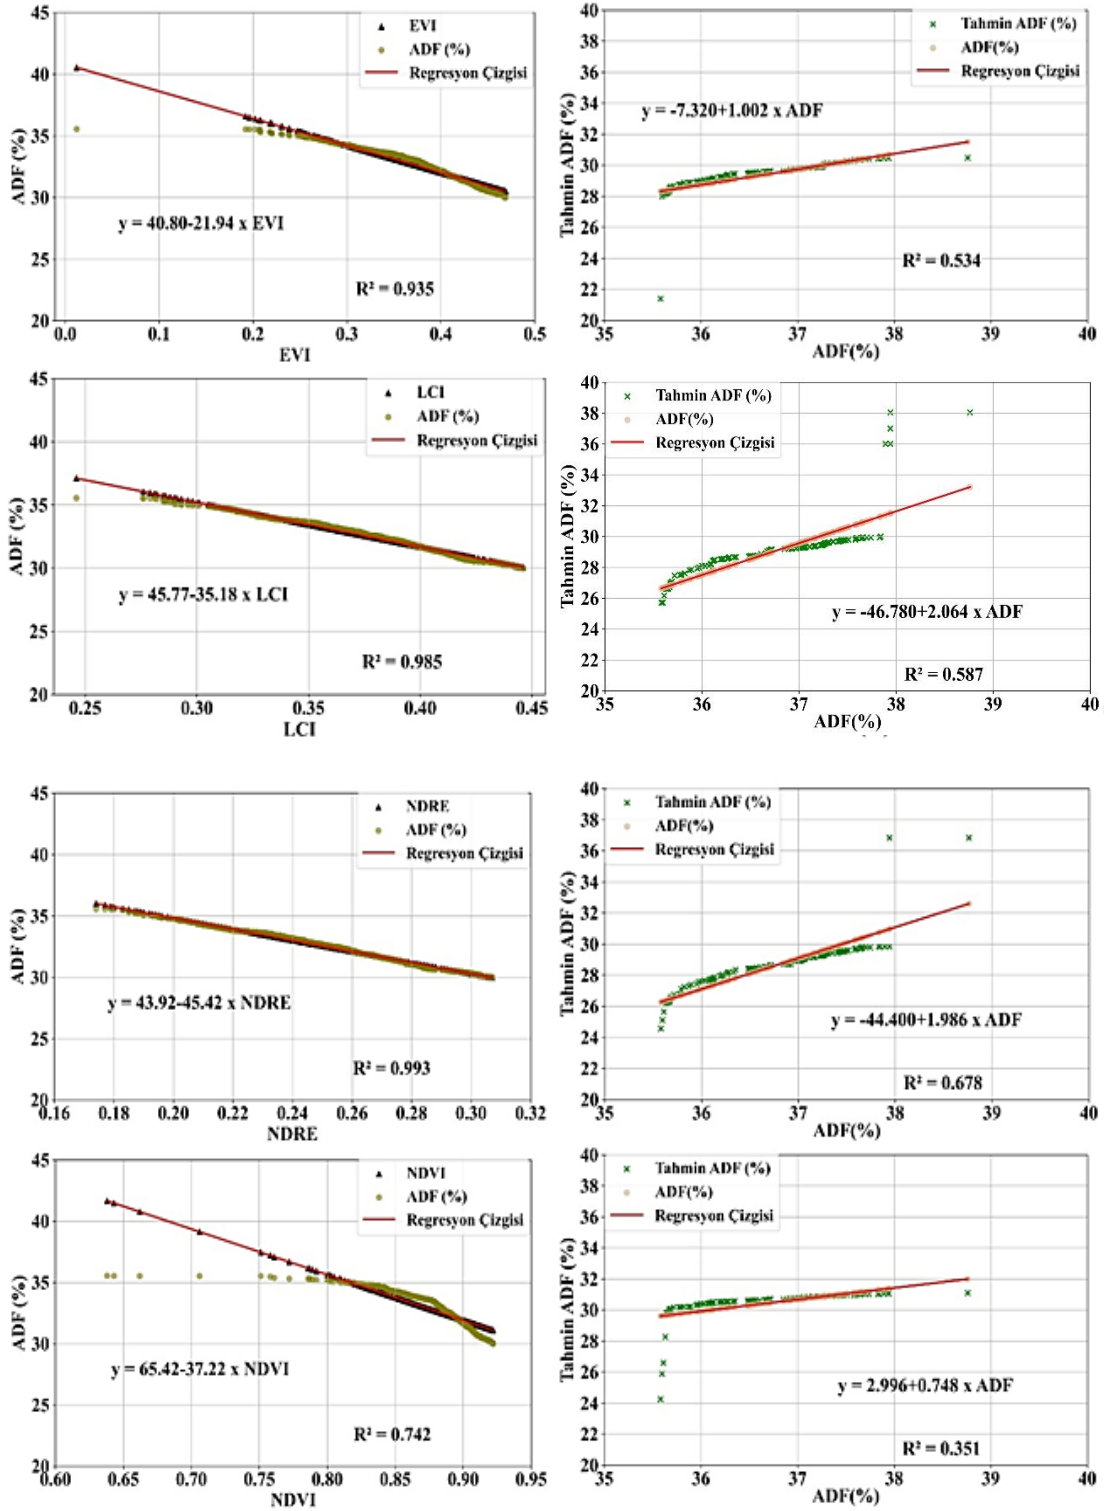 45
40
35
30
25
20
ADF (%)
EVI
ADF (%)
Regresyon Çizgisi
y = 40.80-21.94 x EVI
R² = 0.935
0.0 0.1 0.2 0.3 0.4 0.5
EVI
40
38
36
34
32
30
28
26
24
22
20
Tahmin ADF (%)
Tahmin ADF (%)
ADF(%)
Regresyon Çizgisi
y = -7.320+1.002 x ADF
R² = 0.534
35 36 37 38 39 40
ADF(%)
45
40
35
30
25
20
ADF (%)
LCI
ADF (%)
Regresyon Çizgisi
y = 45.77-35.18 x LCI
R² = 0.985
0.25 0.30 0.35 0.40 0.45
LCI
40
38
36
34
32
30
28
26
24
22
20
Tahmin ADF (%)
Tahmin ADF (%)
ADF(%)
Regresyon Çizgisi
y = -46.780+2.064 x ADF
R² = 0.587
35 36 37 38 39 40
ADF(%)
45
40
35
30
25
20
ADF (%)
NDRE
ADF (%)
Regresyon Çizgisi
y = 43.92-45.42 x NDRE
R² = 0.993
0.16 0.18 0.20 0.22 0.24 0.26 0.28 0.30 0.32
NDRE
40
38
36
34
32
30
28
26
24
22
20
Tahmin ADF (%)
Tahmin ADF (%)
ADF(%)
Regresyon Çizgisi
y = -44.400+1.986 x ADF
R² = 0.678
35 36 37 38 39 40
ADF(%)
45
40
35
30
25
20
ADF (%)
NDVI
ADF (%)
Regresyon Çizgisi
y = 65.42-37.22 x NDVI
R² = 0.742
0.60 0.65 0.70 0.75 0.80 0.85 0.90 0.95
NDVI
40
38
36
34
32
30
28
26
24
22
20
Tahmin ADF (%)
Tahmin ADF (%)
ADF(%)
Regresyon Çizgisi
y = 2.996+0.748 x ADF
R² = 0.351
35 36 37 38 39 40
ADF(%)